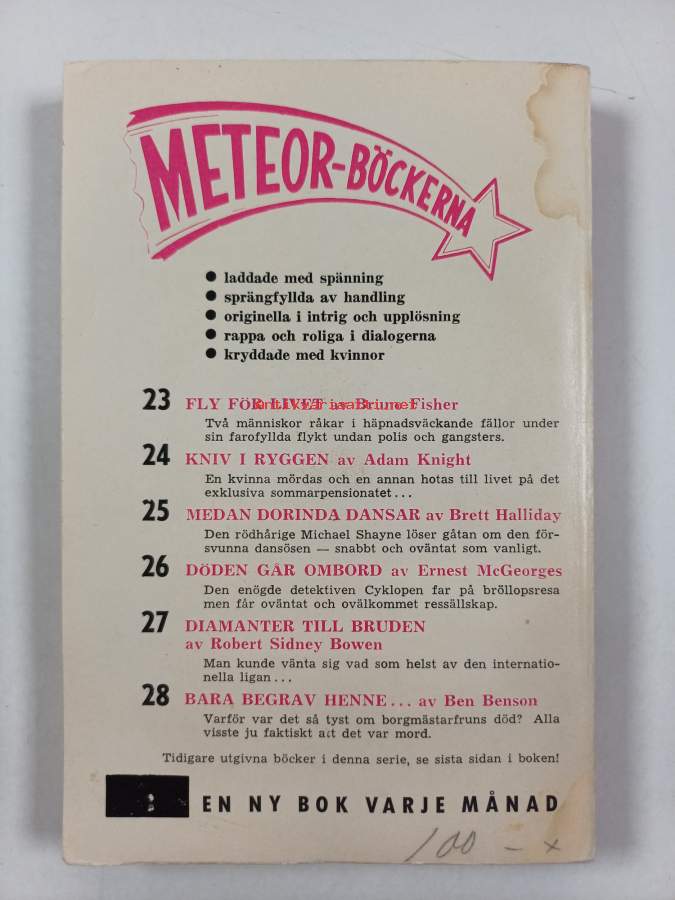 METEOR-BÖCKERNA
● laddade med spänning
● sprängfyllda av handling
● originella i intrig och upplösning
● rappa och roliga i dialogerna
● kryddade med kvinnor
23 FLY FÖR LIVET av Bruno Fisher
Två människor råkar i häpnadsväckande fällor under
sin farofyllda flykt undan polis och gangsters.
24 KNIV I RYGGEN av Adam Knight
En kvinna mördas och en annan hotas till livet på det
exklusiva sommarpensionatet...
25 MEDAN DORINDA DANSAR av Brett Halliday
Den rödhårige Michael Shayne löser gåtan om den för-
svunna dansösen — snabbt och oväntat som vanligt.
26 DÖDEN GÅR OMBORD av Ernest McGeorges
Den enögde detektiven Cyklopen far på bröllopsresa
men får oväntat och ovälkommet ressällskap.
27 DIAMANTER TILL BRUDEN
av Robert Sidney Bowen
Man kunde vänta sig vad som helst av den internatio-
nella ligan...
28 BARA BEGRAV HENNE... av Ben Benson
Varför var det så tyst om borgmästarfruns död? Alla
visste ju faktiskt att det var mord.
Tidigare utgivna böcker i denna serie, se sista sidan i boken!
EN NY BOK VARJE MÅNAD
100 – x